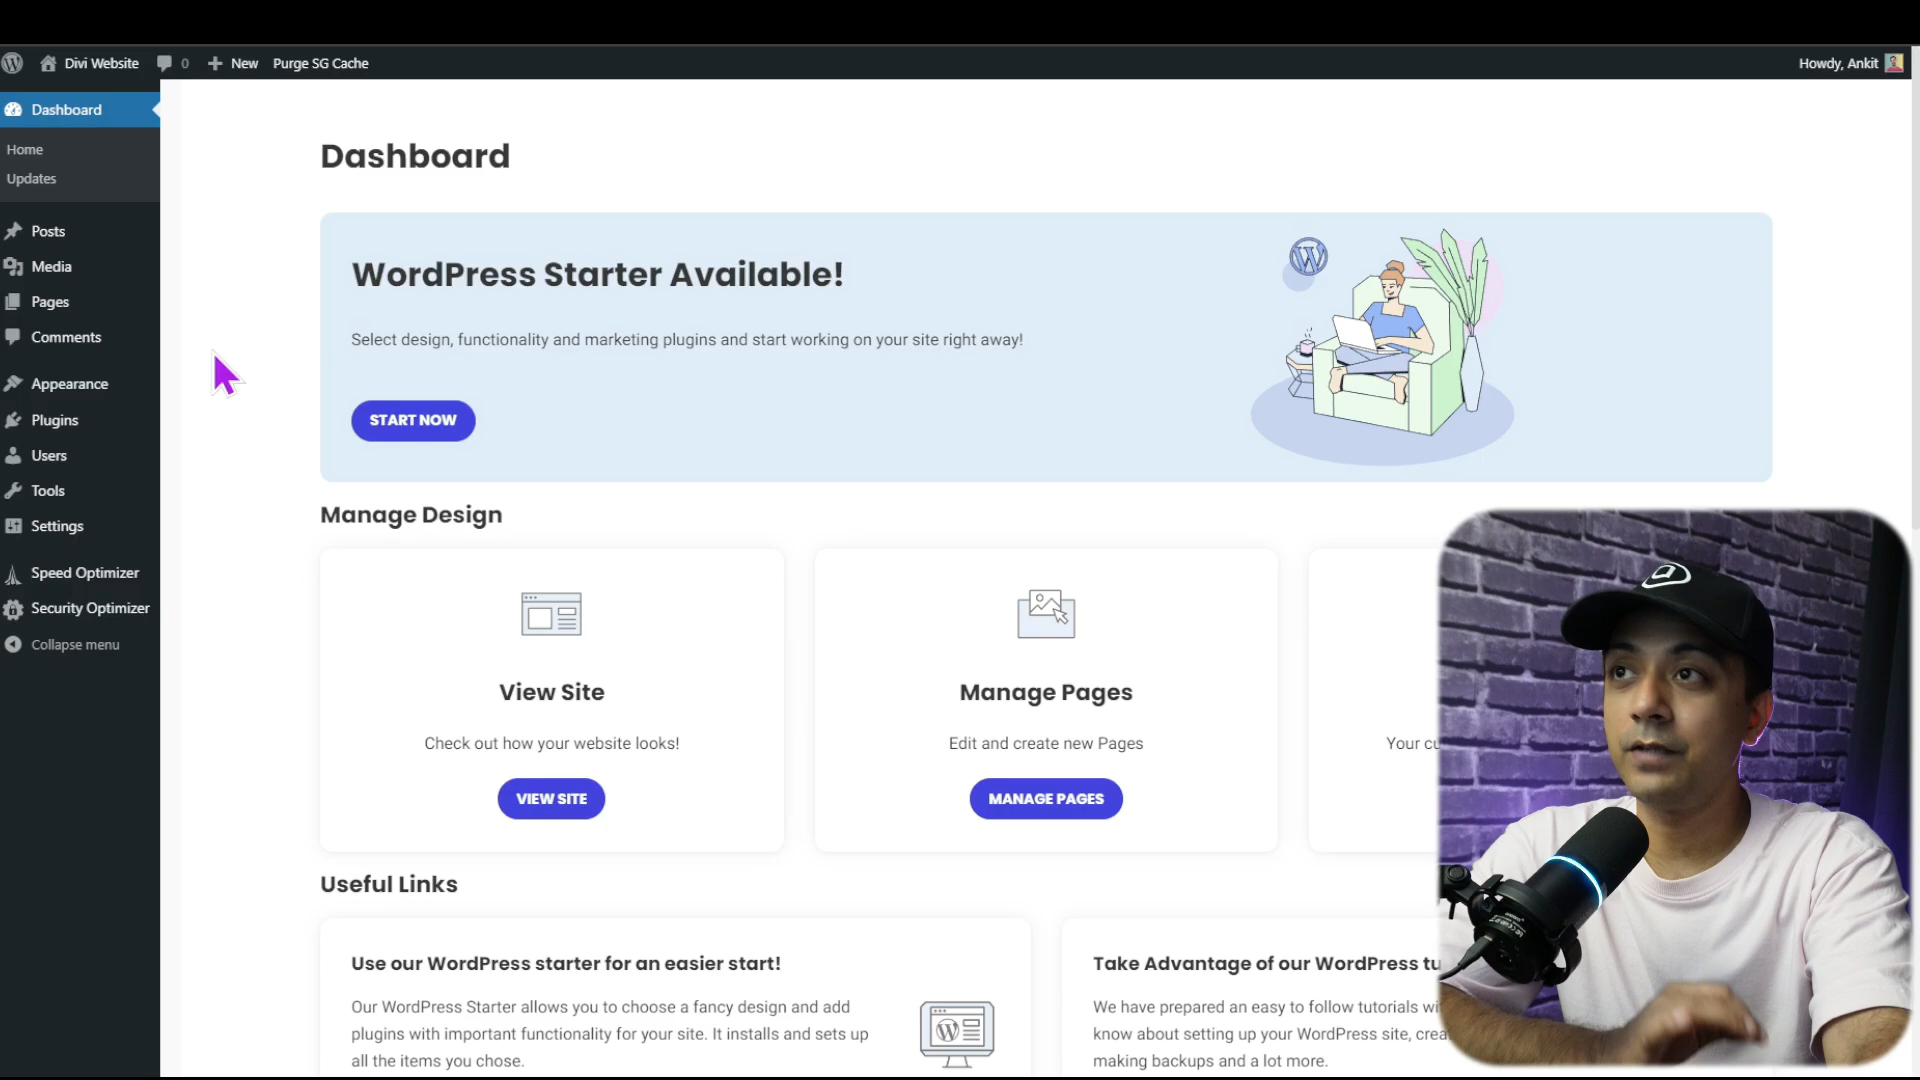 Divi Website 0 New Purge SG Cache Howdy, Ankit
Dashboard
Home
Updates
Posts
Media
Pages
Comments
Appearance
Plugins
Users
Tools
Settings
Speed Optimizer
Security Optimizer
Collapse menu
Dashboard
WordPress Starter Available!
Select design, functionality and marketing plugins and start working on your site right away!
START NOW
Manage Design
View Site
Check out how your website looks!
VIEW SITE
Manage Pages
Edit and create new Pages
MANAGE PAGES
Your
Useful Links
Use our WordPress starter for an easier start!
Our WordPress Starter allows you to choose a fancy design and add
plugins with important functionality for your site. It installs and sets up
all the items you chose.
Take Advantage of our WordPress
We have prepared an easy to follow tutorials
know about setting up your WordPress site,
making backups and a lot more.